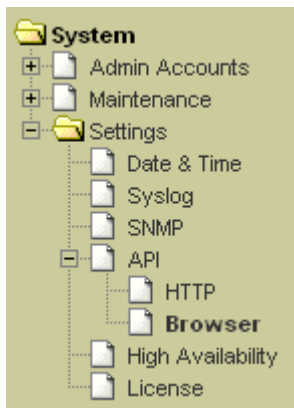 System
Admin Accounts
Maintenance
Settings
Date & Time
Syslog
SNMP
API
HTTP
Browser
High Availability
License